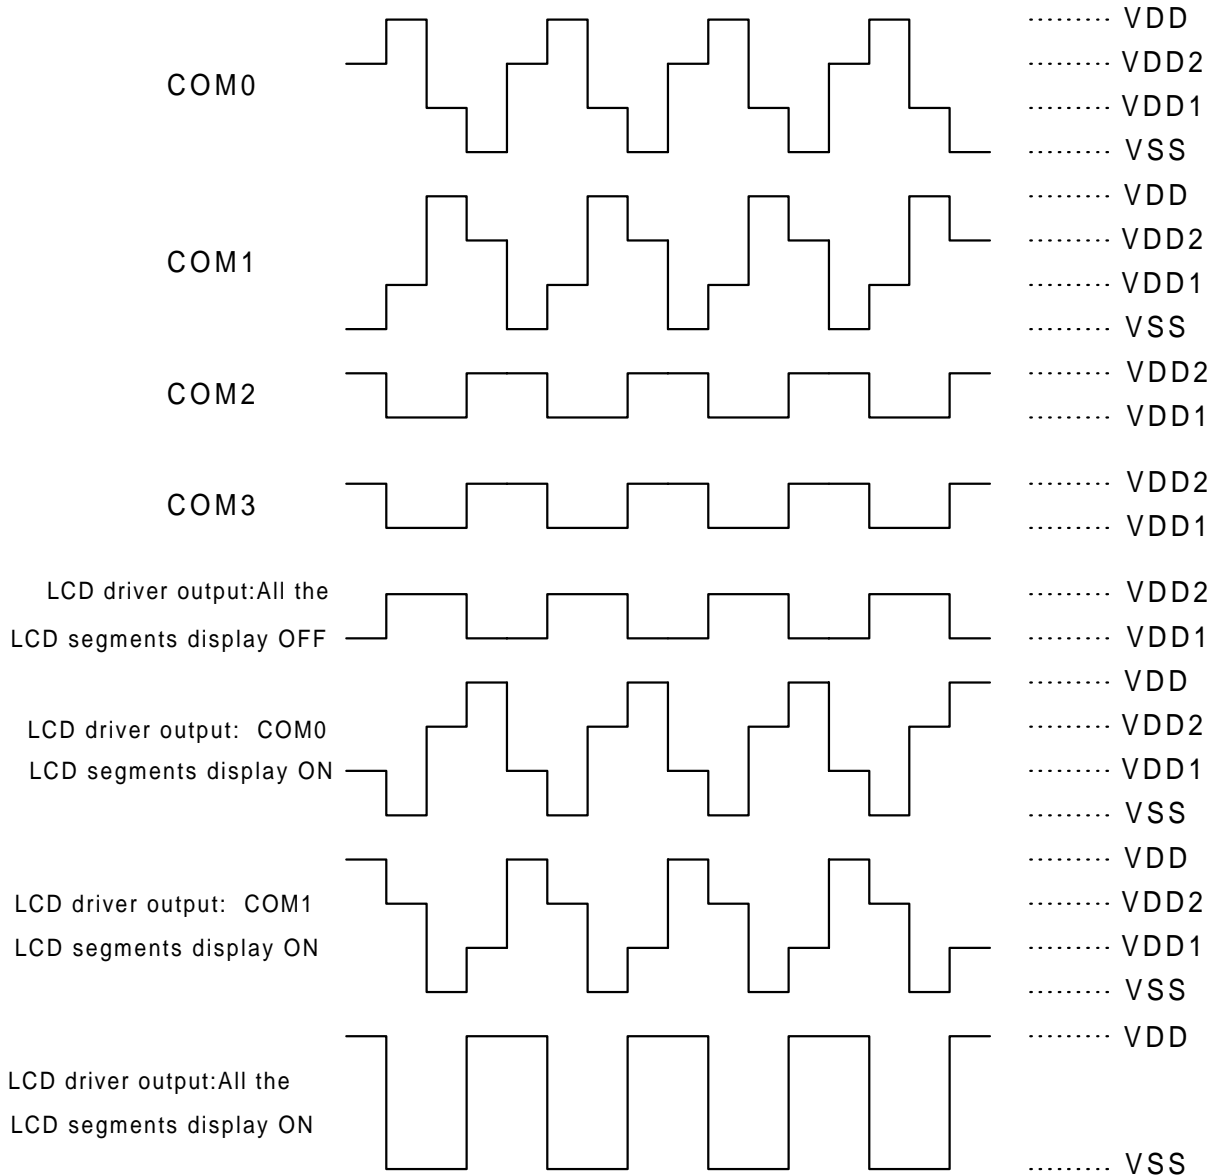 VDD
VDD2
COM0
VDD1
VSS
VDD
VDD2
COM1
VDD1
VSS
VDD2
COM2
VDD1
VDD2
COM3
VDD1
LCD driver output:All the
VDD2
LCD segments display OFF
VDD1
VDD
LCD driver output: COM0
VDD2
LCD segments display ON
VDD1
VSS
VDD
LCD driver output: COM1
VDD2
LCD segments display ON
VDD1
VSS
VDD
LCD driver output:All the
LCD segments display ON
VSS